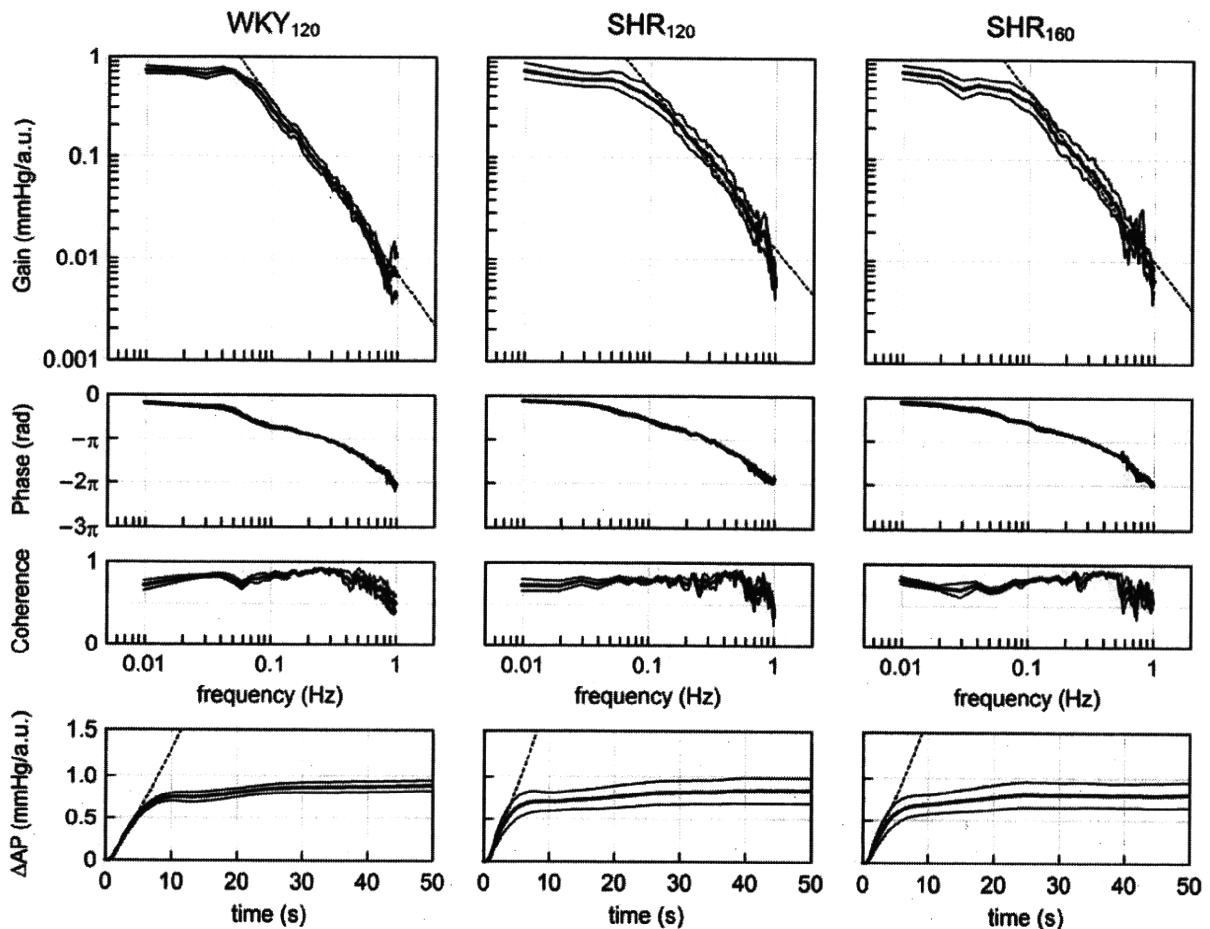 WKY120 SHR120 SHR160
Gain (mmHg/a.u.)
1
0.1
0.01
0.001
Phase (rad)
0
−π
−2π
−3π
Coherence
1
0
0.01 0.1 1 0.01 0.1 1 0.01 0.1 1
frequency (Hz) frequency (Hz) frequency (Hz)
ΔAP (mmHg/a.u.)
1.5
1.0
0.5
0
0 10 20 30 40 50 0 10 20 30 40 50 0 10 20 30 40 50
time (s) time (s) time (s)